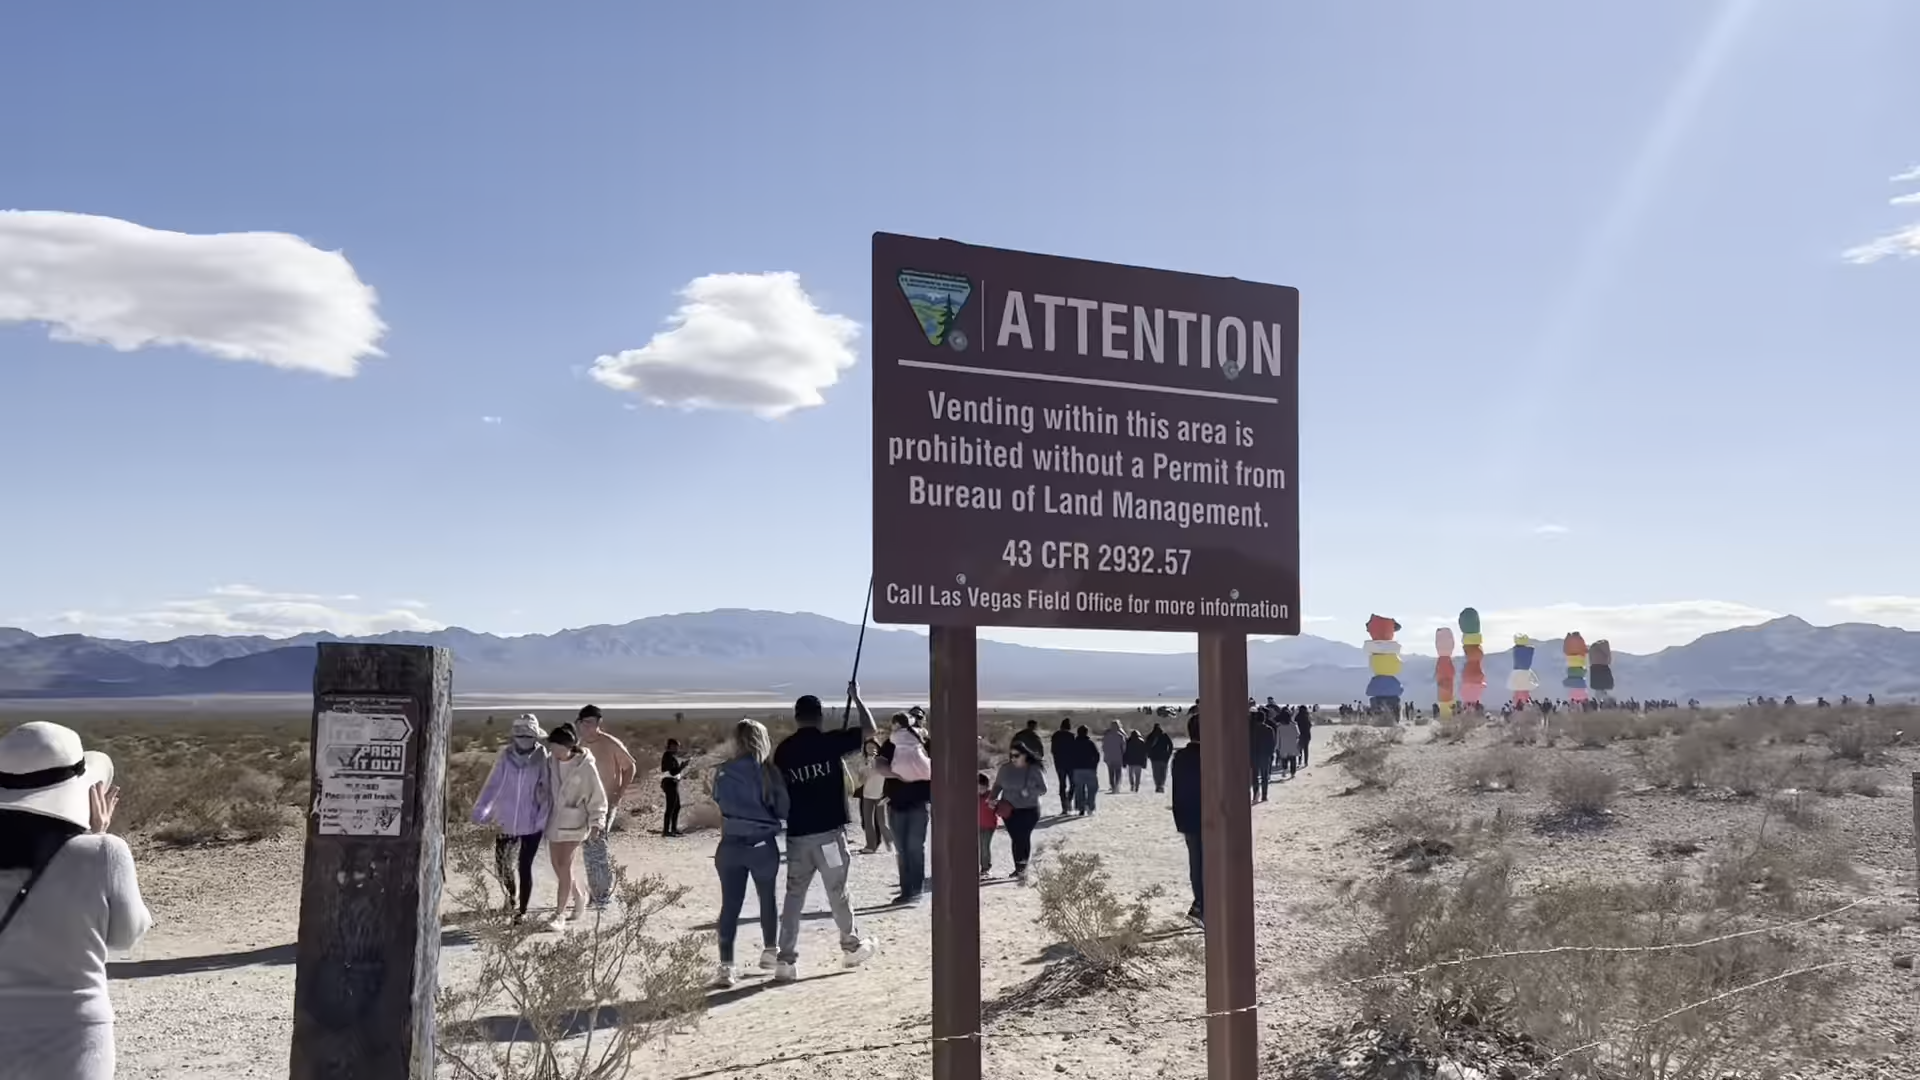 ATTENTION
Vending within this area is
prohibited without a Permit from
Bureau of Land Management.
43 CFR 2932.57
Call Las Vegas Field Office for more information
PACK
IT OUT
MIRI